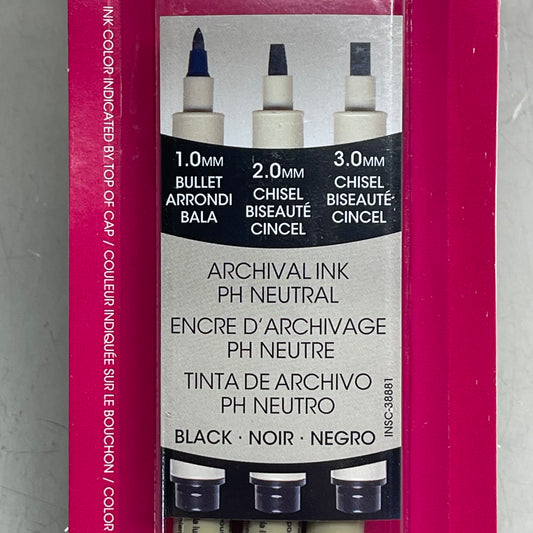 INK COLOR INDICATED BY TOP OF CAP / COULEUR INDIQUÉE SUR LE BOUCHON / COLOR
1.0MM
BULLET
ARRONDI
BALA
2.0MM
CHISEL
BISEAUTÉ
CINCEL
3.0MM
CHISEL
BISEAUTÉ
CINCEL
ARCHIVAL INK
PH NEUTRAL
ENCRE D'ARCHIVAGE
PH NEUTRE
TINTA DE ARCHIVO
PH NEUTRO
BLACK · NOIR · NEGRO
INSC-38881